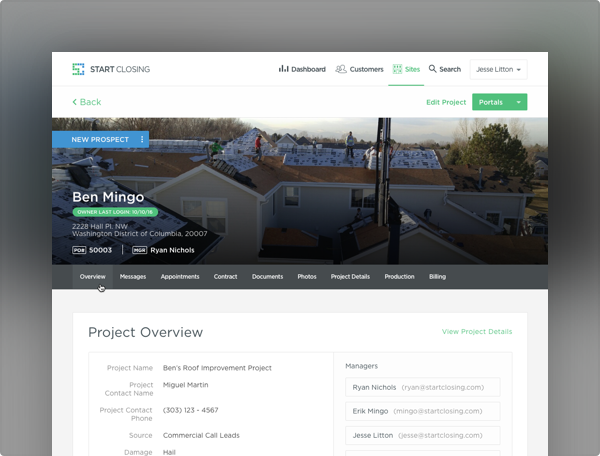 START CLOSING
Dashboard
Customers
Sites
Search
Jesse Litton
Back
Edit Project
Portals
NEW PROSPECT
Ben Mingo
OWNER LAST LOGIN: 10/10/16
2228 Hall Pl, NW
Washington District of Columbia, 20007
PO# 50003
MGR Ryan Nichols
Overview
Messages
Appointments
Contract
Documents
Photos
Project Details
Production
Billing
Project Overview
View Project Details
Project Name
Ben's Roof Improvement Project
Project
Contact Name
Miguel Martin
Project Contact
Phone
(303) 123 - 4567
Source
Commercial Call Leads
Damage
Hail
Managers
Ryan Nichols (ryan@startclosing.com)
Erik Mingo (mingo@startclosing.com)
Jesse Litton (jesse@startclosing.com)